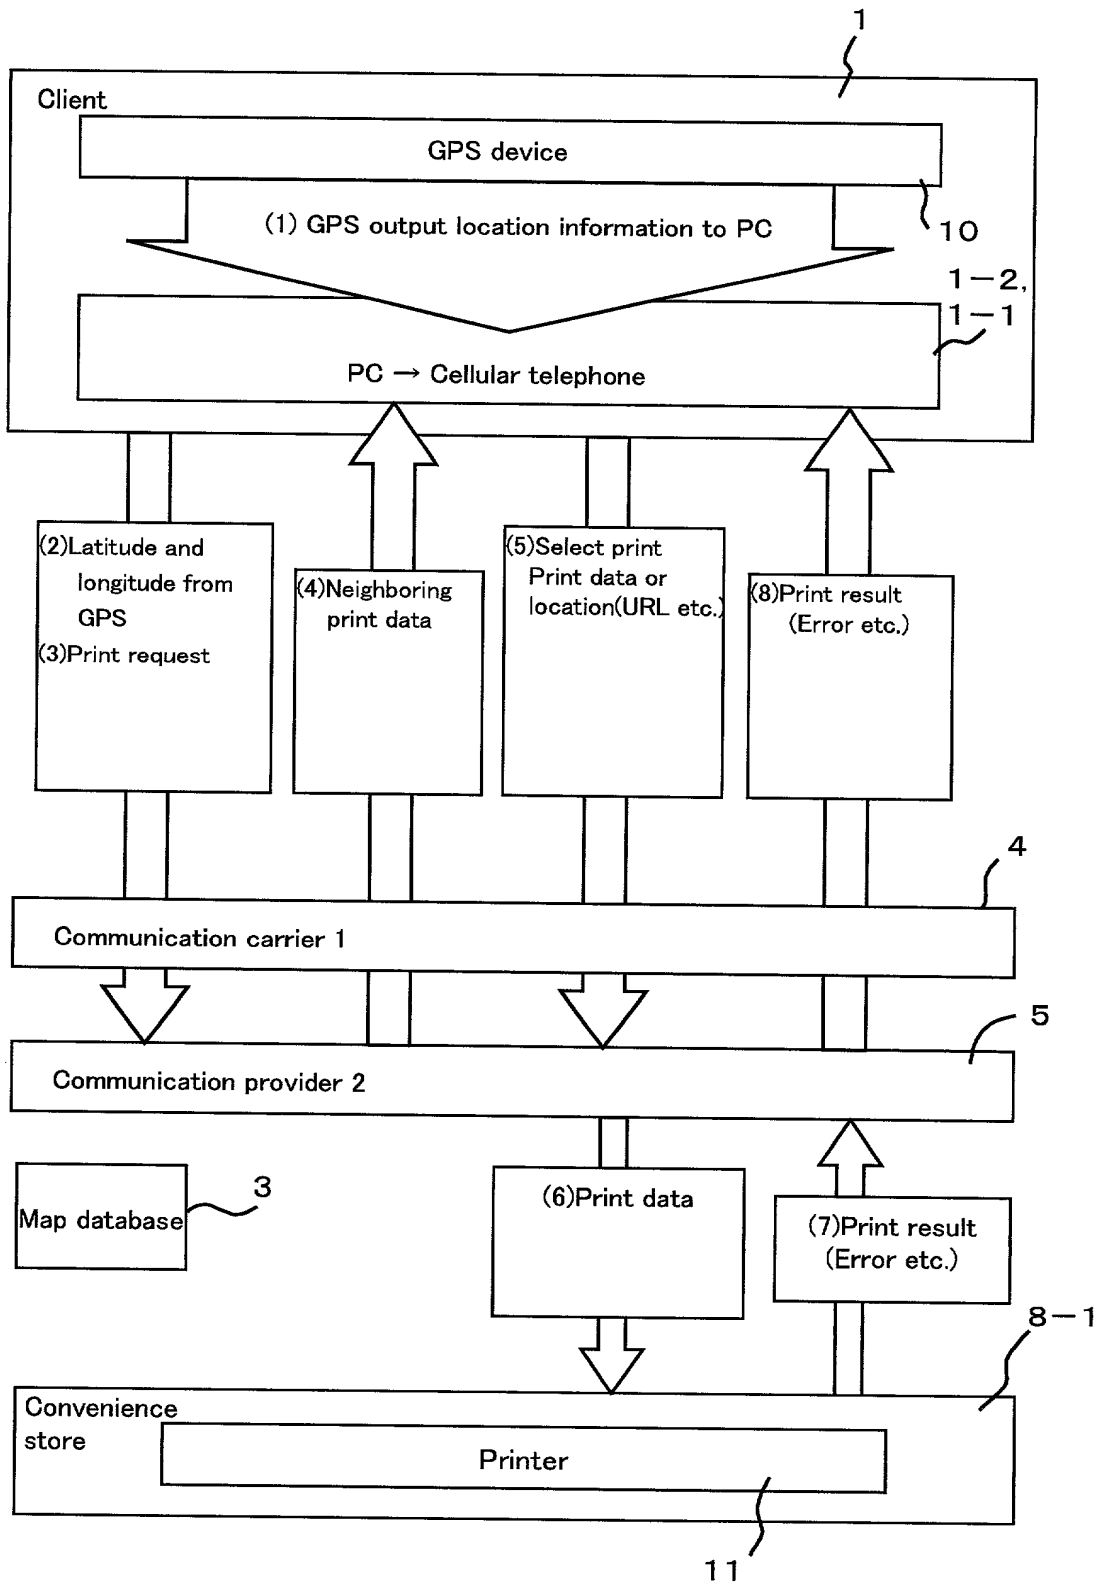 1
Client
GPS device
10
(1) GPS output location information to PC
1-2,
1-1
PC → Cellular telephone
(2)Latitude and
longitude from
GPS
(3)Print request
(4)Neighboring
print data
(5)Select print
Print data or
location(URL etc.)
(8)Print result
(Error etc.)
4
Communication carrier 1
5
Communication provider 2
Map database
3
(6)Print data
(7)Print result
(Error etc.)
8-1
Convenience
store
Printer
11